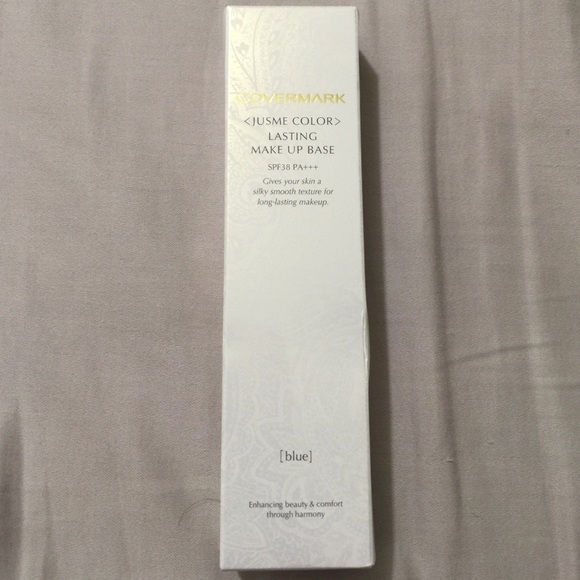 COVERMARK
<JUSME COLOR>
LASTING
MAKE UP BASE
SPF38 PA+++
Gives your skin a
silky smooth texture for
long-lasting makeup.
[blue]
Enhancing beauty & comfort
through harmony